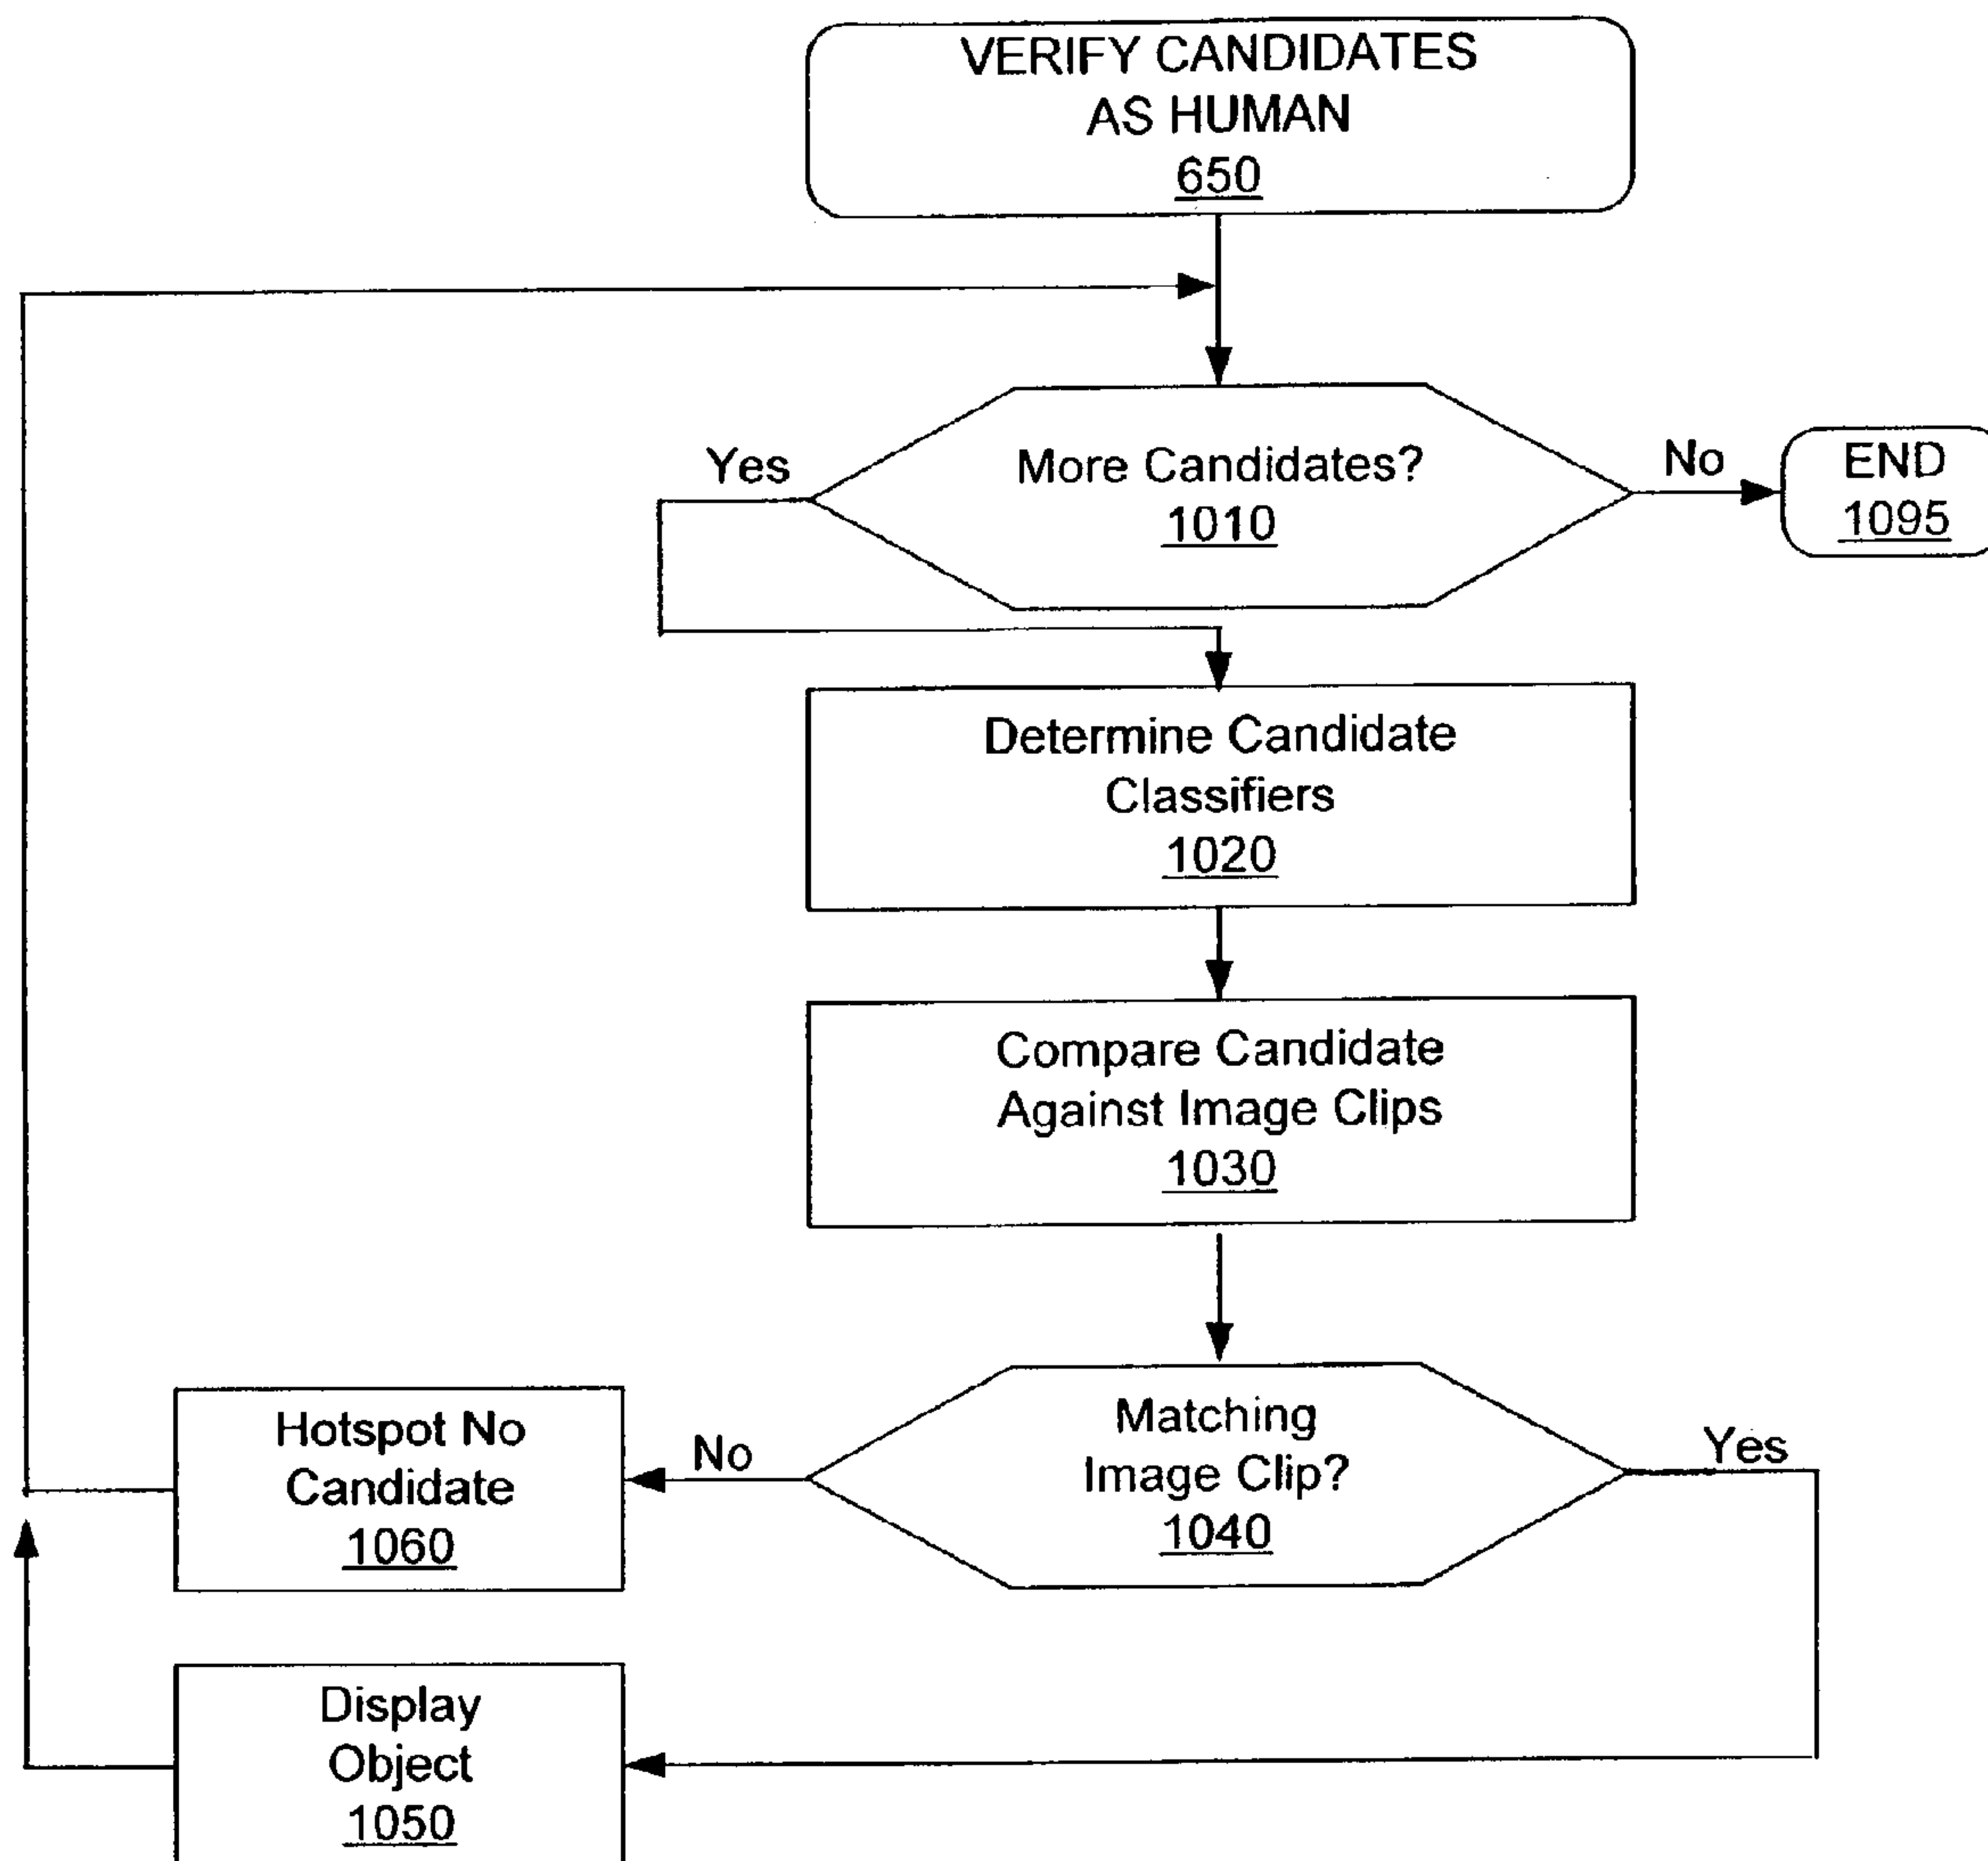 VERIFY CANDIDATES
AS HUMAN
650
Yes
More Candidates?
1010
No
END
1095
Determine Candidate
Classifiers
1020
Compare Candidate
Against Image Clips
1030
Hotspot No
Candidate
1060
No
Matching
Image Clip?
1040
Yes
Display
Object
1050